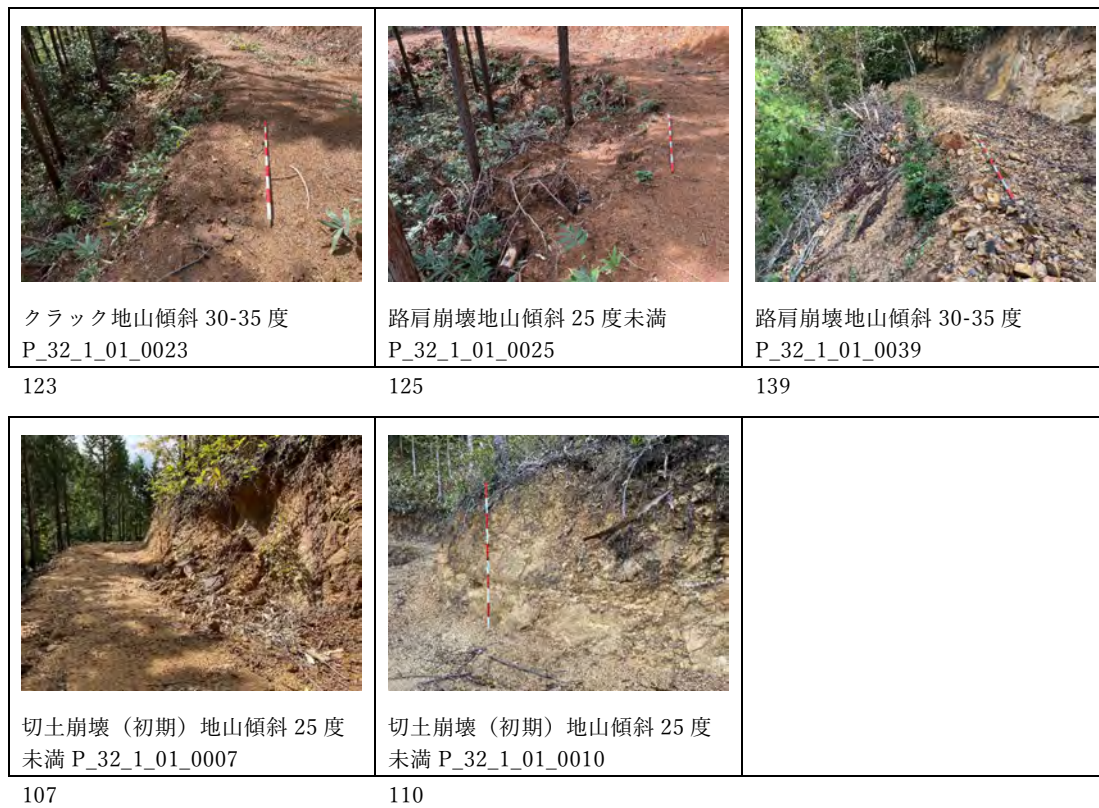 クラック地山傾斜 30-35 度
P_32_1_01_0023
路肩崩壊地山傾斜 25 度未満
P_32_1_01_0025
路肩崩壊地山傾斜 30-35 度
P_32_1_01_0039
123
125
139
切土崩壊（初期）地山傾斜 25 度
未満 P_32_1_01_0007
切土崩壊（初期）地山傾斜 25 度
未満 P_32_1_01_0010
107
110